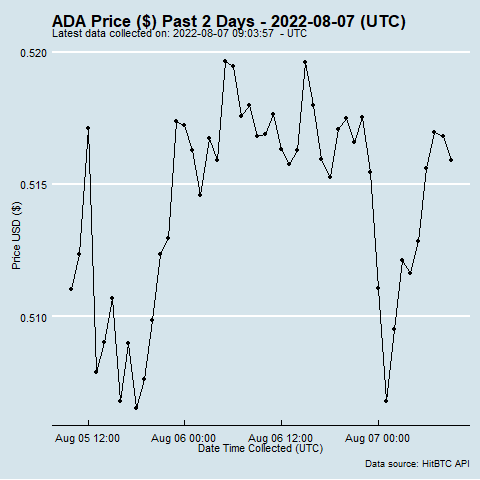 ADA Price ($) Past 2 Days - 2022-08-07 (UTC)
Latest data collected on: 2022-08-07 09:03:57  - UTC
0.520
0.515
0.510
Price USD ($)
Aug 05 12:00 Aug 06 00:00 Aug 06 12:00 Aug 07 00:00
Date Time Collected (UTC)
Data source: HitBTC API